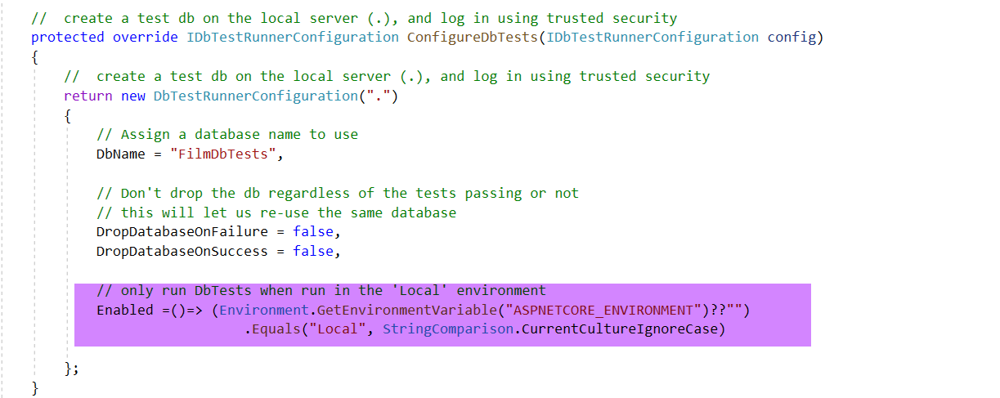 //  create a test db on the local server (.), and log in using trusted security
protected override IDbTestRunnerConfiguration ConfigureDbTests(IDbTestRunnerConfiguration config)
{
    //  create a test db on the local server (.), and log in using trusted security
    return new DbTestRunnerConfiguration(".")
    {
        // Assign a database name to use
        DbName = "FilmDbTests",

        // Don't drop the db regardless of the tests passing or not
        // this will let us re-use the same database
        DropDatabaseOnFailure = false,
        DropDatabaseOnSuccess = false,

        // only run DbTests when run in the 'Local' environment
        Enabled =()=> (Environment.GetEnvironmentVariable("ASPNETCORE_ENVIRONMENT")??"")
                          .Equals("Local", StringComparison.CurrentCultureIgnoreCase)

    };
}